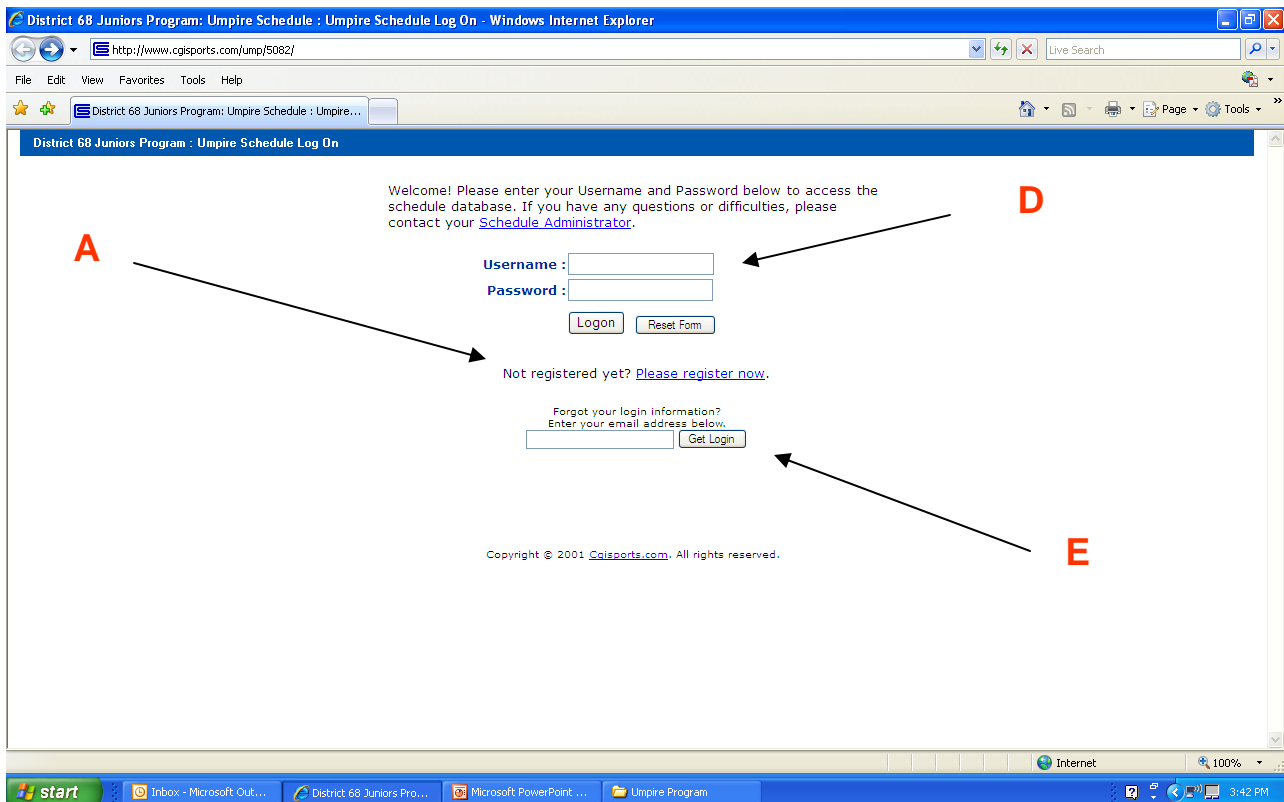 District 68 Juniors Program: Umpire Schedule : Umpire Schedule Log On - Windows Internet Explorer
http://www.cgisports.com/ump/5082/
Live Search
File Edit View Favorites Tools Help
District 68 Juniors Program: Umpire Schedule : Umpire...
Page Tools »
District 68 Juniors Program : Umpire Schedule Log On
Welcome! Please enter your Username and Password below to access the
schedule database. If you have any questions or difficulties, please
contact your Schedule Administrator.
D
A
Username :
Password :
Logon Reset Form
Not registered yet? Please register now.
Forgot your login information?
Enter your email address below.
Get Login
E
Copyright © 2001 Cgisports.com. All rights reserved.
Internet 100%
start Inbox - Microsoft Out... District 68 Juniors Pro... Microsoft PowerPoint ... Umpire Program 3:42 PM